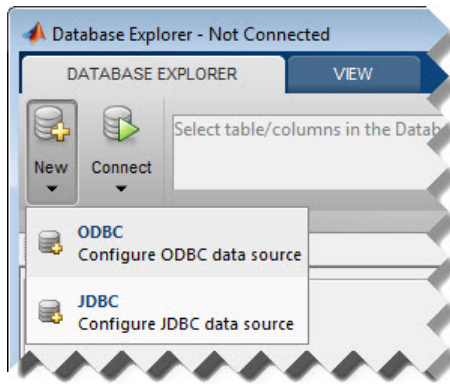 Database Explorer - Not Connected
DATABASE EXPLORER
VIEW
New
Connect
Select table/columns in the Datab
ODBC
Configure ODBC data source
JDBC
Configure JDBC data source